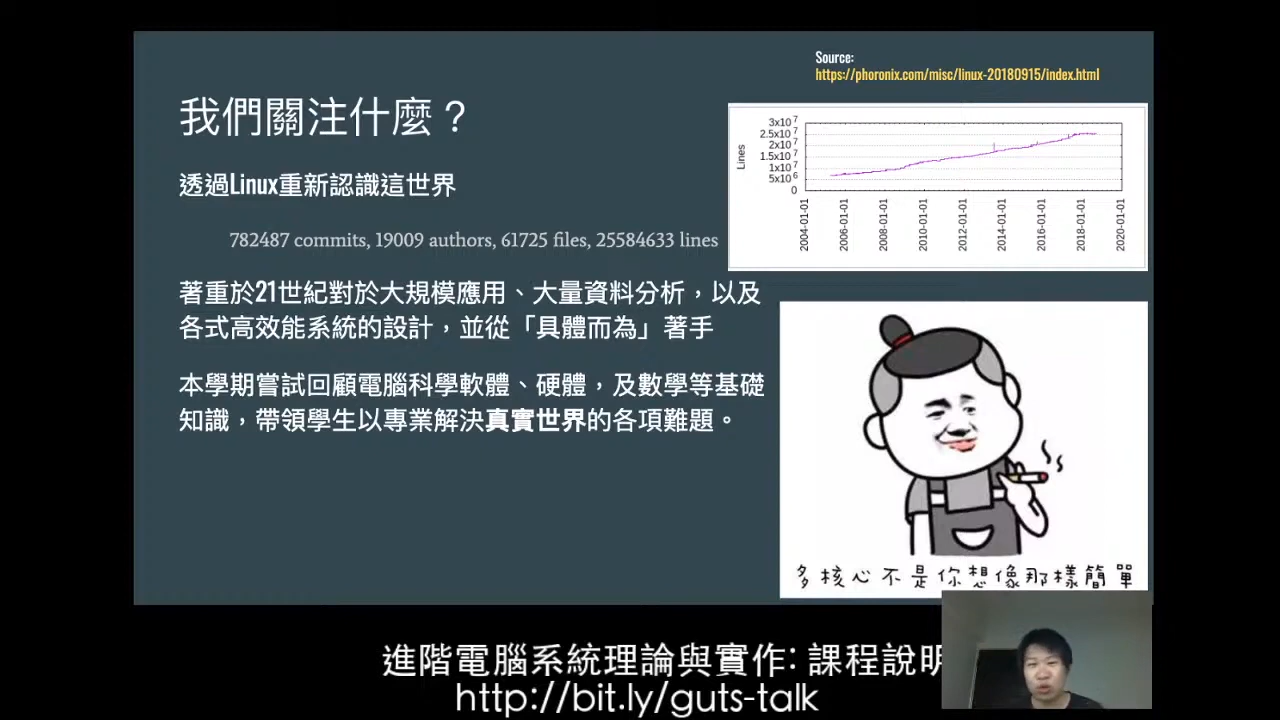 Source:
https://phoronix.com/misc/linux-20180915/index.html
我們關注什麼？
透過Linux重新認識這世界
782487 commits, 19009 authors, 61725 files, 25584633 lines
著重於21世紀對於大規模應用、大量資料分析，以及
各式高效能系統的設計，並從「具體而為」著手
本學期嘗試回顧電腦科學軟體、硬體，及數學等基礎
知識，帶領學生以專業解決真實世界的各項難題。
Lines
3x10 7
2.5x10 7
2x10 7
1.5x10 7
1x10 7
5x10 6
0
2004-01-01
2006-01-01
2008-01-01
2010-01-01
2012-01-01
2014-01-01
2016-01-01
2018-01-01
2020-01-01
多核心不是你想像那樣簡單
進階電腦系統理論與實作: 課程說明
http://bit.ly/guts-talk